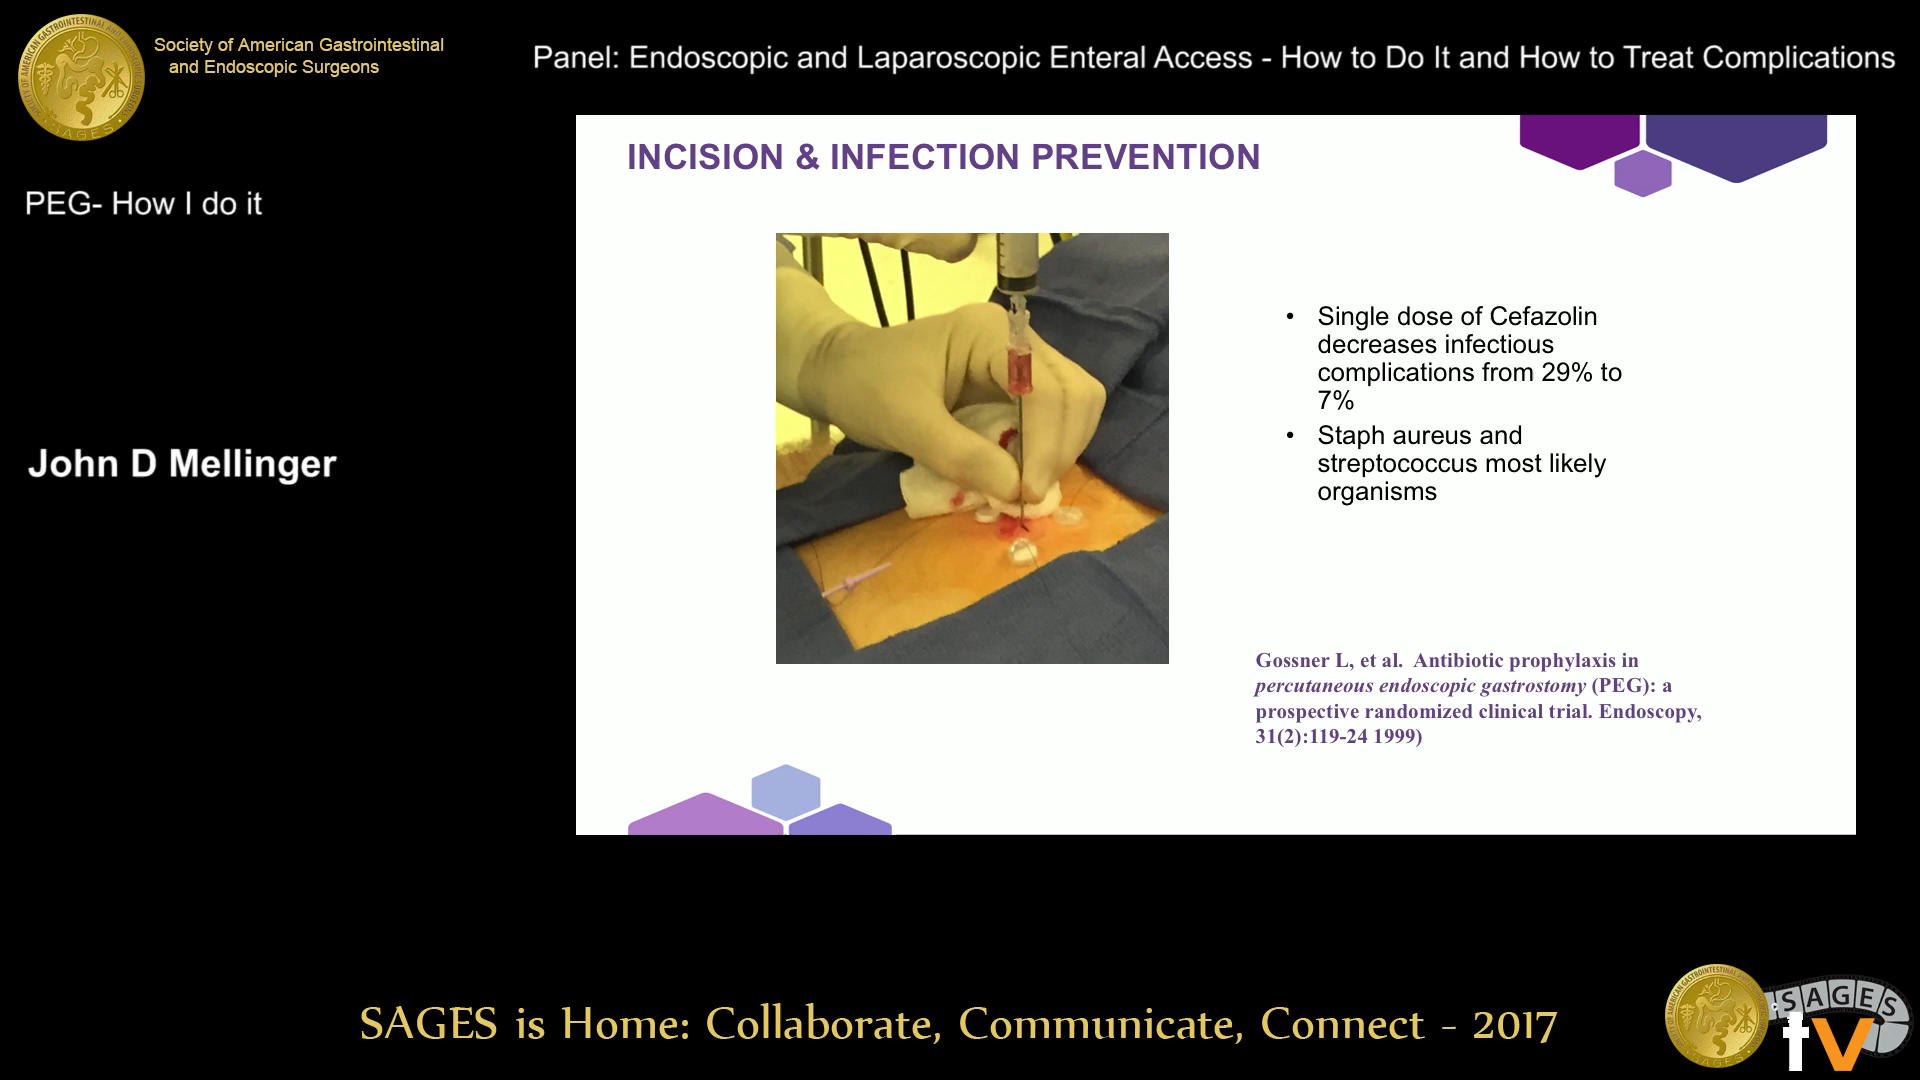 Society of American Gastrointestinal
and Endoscopic Surgeons
Panel: Endoscopic and Laparoscopic Enteral Access - How to Do It and How to Treat Complications
PEG- How I do it
John D Mellinger
INCISION & INFECTION PREVENTION
• Single dose of Cefazolin
decreases infectious
complications from 29% to
7%
• Staph aureus and
streptococcus most likely
organisms
Gossner L, et al. Antibiotic prophylaxis in
percutaneous endoscopic gastrostomy (PEG): a
prospective randomized clinical trial. Endoscopy,
31(2):119-24 1999)
SAGES is Home: Collaborate, Communicate, Connect - 2017
SAGES
tv